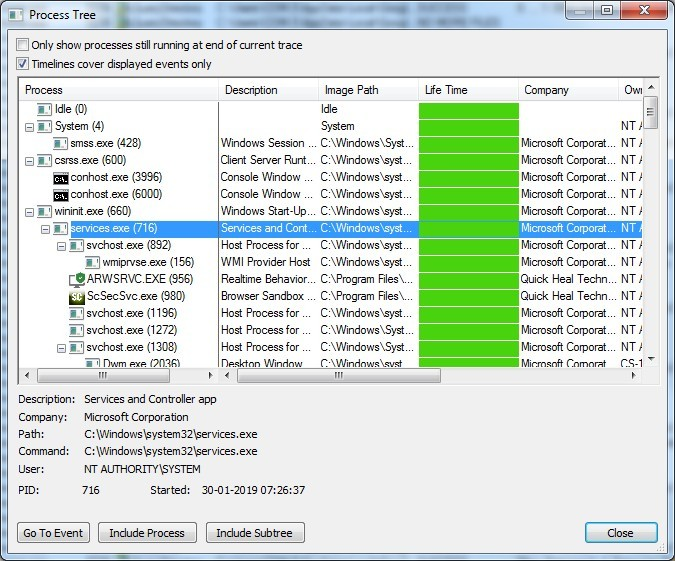 Process Tree
Only show processes still running at end of current trace
Timelines cover displayed events only
Process Description Image Path Life Time Company Own
Idle (0) Idle
System (4) System NT A
smss.exe (428) Windows Session ... C:\Windows\Syst... Microsoft Corporat... NT A
csrss.exe (600) Client Server Runt... C:\Windows\syst... Microsoft Corporat... NT A
conhost.exe (3996) Console Window ... C:\Windows\syst... Microsoft Corporat... NT A
conhost.exe (6000) Console Window ... C:\Windows\syst... Microsoft Corporat... NT A
wininit.exe (660) Windows Start-Up... C:\Windows\syst... Microsoft Corporat... NT A
services.exe (716) Services and Cont... C:\Windows\syst... Microsoft Corporat... NT A
svchost.exe (892) Host Process for ... C:\Windows\syst... Microsoft Corporat... NT A
wmiprvse.exe (156) WMI Provider Host C:\Windows\syst... Microsoft Corporat... NT A
ARWSRVC.EXE (956) Realtime Behavior... C:\Program Files\... Quick Heal Techn... NT A
SC ScSecSvc.exe (980) Browser Sandbox ... C:\Program Files\... Quick Heal Techn... NT A
svchost.exe (1196) Host Process for ... C:\Windows\syst... Microsoft Corporat... NT A
svchost.exe (1272) Host Process for ... C:\Windows\syst... Microsoft Corporat... NT A
svchost.exe (1308) Host Process for ... C:\Windows\Syst... Microsoft Corporat... NT A
Dwm.exe (2036) Desktop Window ... C:\Windows\syst... Microsoft Corporat... CS-1
Description: Services and Controller app
Company: Microsoft Corporation
Path: C:\Windows\system32\services.exe
Command: C:\Windows\system32\services.exe
User: NT AUTHORITY\SYSTEM
PID: 716 Started: 30-01-2019 07:26:37
Go To Event Include Process Include Subtree Close